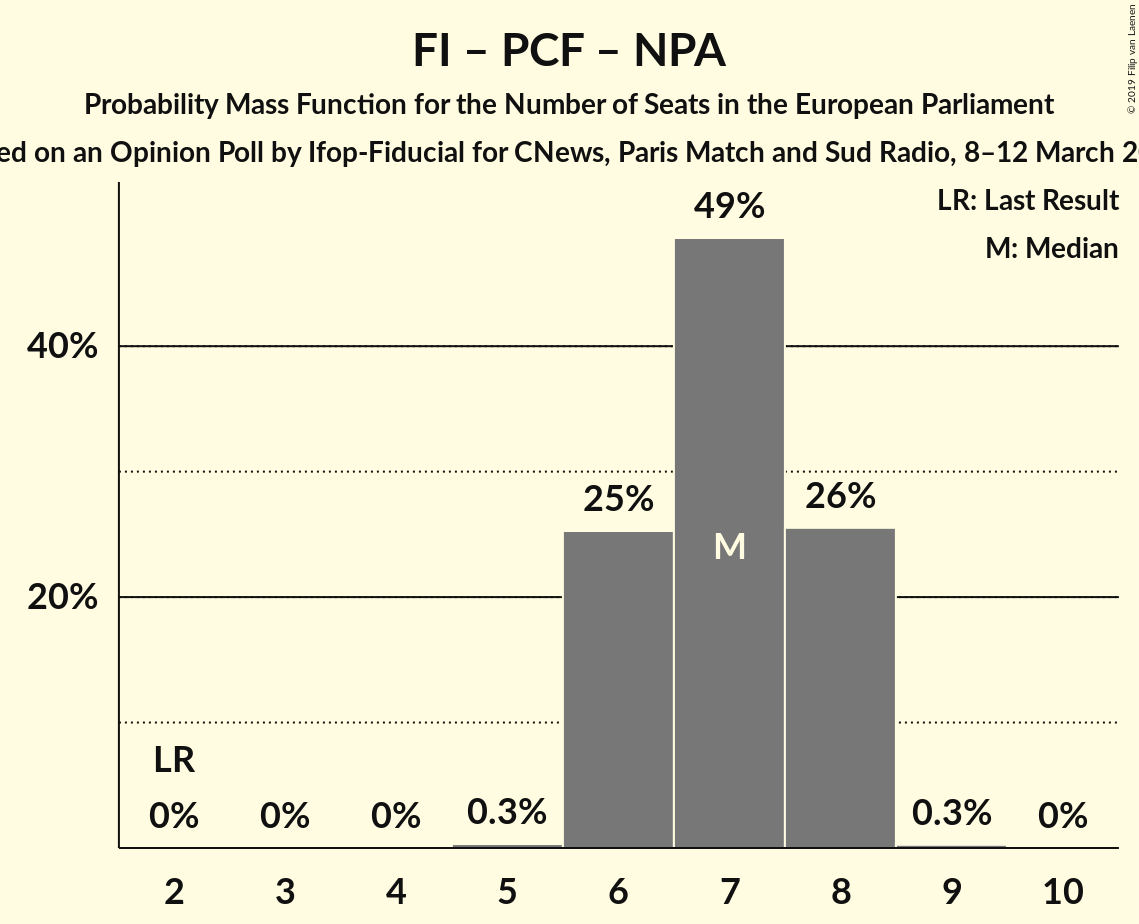 FI – PCF – NPA
Probability Mass Function for the Number of Seats in the European Parliament
on an Opinion Poll by Ifop-Fiducial for CNews, Paris Match and Sud Radio, 8–12 March
© 2019 Filip van Laenen
LR: Last Result
M: Median
49%
40%
25%
26%
M
20%
LR
0%
0%
0%
0.3%
0.3%
0%
2 3 4 5 6 7 8 9 10